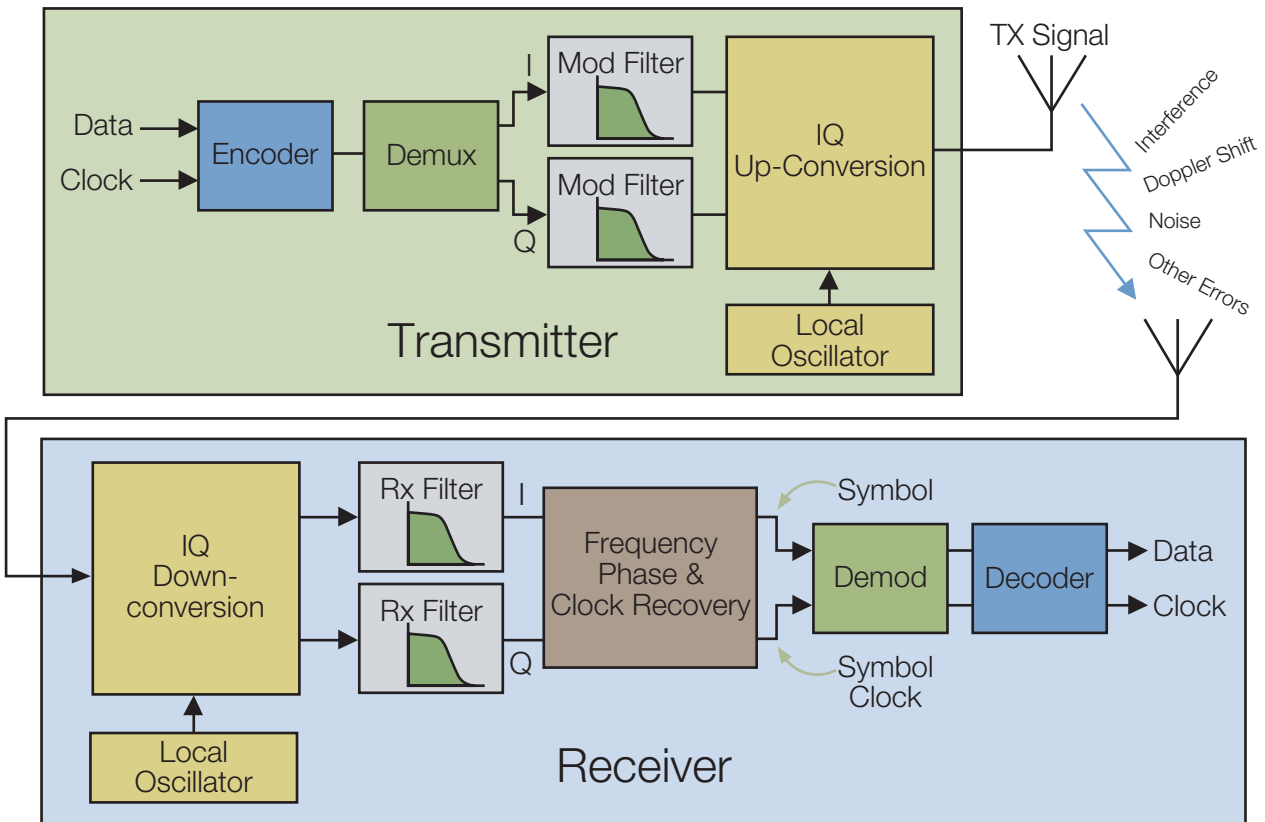 TX Signal
Interference
Doppler Shift
Noise
Other Errors
Data
Clock
Encoder
Demux
I
Q
Mod Filter
Mod Filter
IQ
Up-Conversion
Local
Oscillator
Transmitter
IQ
Down-
conversion
Local
Oscillator
Rx Filter
Rx Filter
I
Q
Frequency
Phase &
Clock Recovery
Symbol
Symbol
Clock
Demod
Decoder
Data
Clock
Receiver